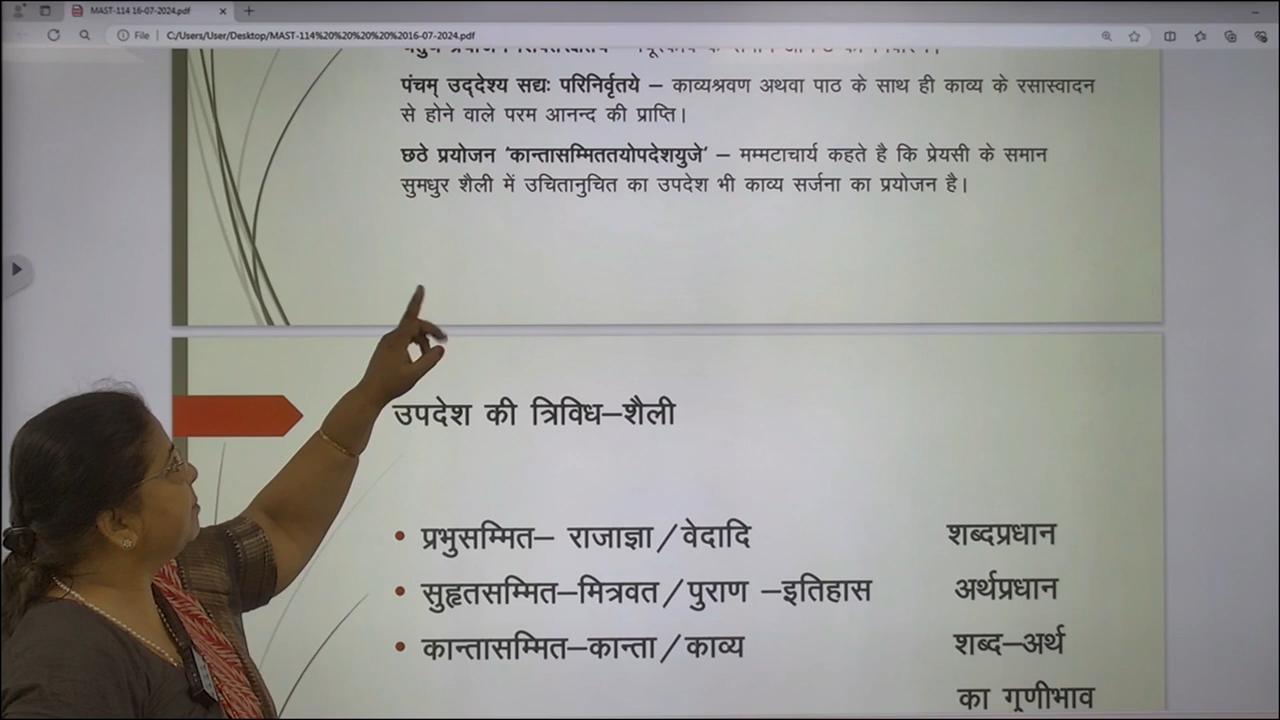 MAST-114 16-07-2024.pdf
File | C:/Users/User/Desktop/MAST-114%20%20%20%20%2016-07-2024.pdf
पंचम् उद्देश्य सद्यः परिनिर्वृतये – काव्यश्रवण अथवा पाठ के साथ ही काव्य के रसास्वादन
से होने वाले परम आनन्द की प्राप्ति।
छठे प्रयोजन ‘कान्तासम्मिततयोपदेशयुजे’ – मम्मटाचार्य कहते है कि प्रेयसी के समान
सुमधुर शैली में उचितानुचित का उपदेश भी काव्य सर्जना का प्रयोजन है।
उपदेश की त्रिविध–शैली
• प्रभुसम्मित– राजाज्ञा/वेदादि शब्दप्रधान
• सुहृतसम्मित–मित्रवत/पुराण –इतिहास अर्थप्रधान
• कान्तासम्मित–कान्ता/काव्य शब्द–अर्थ
का गुणीभाव